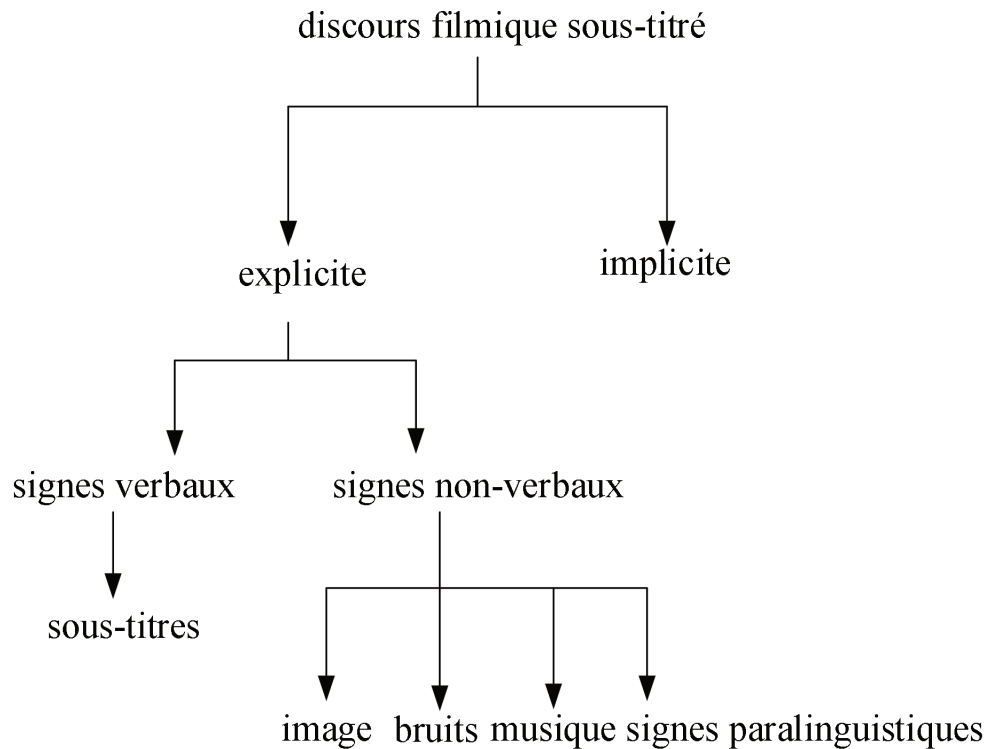 discours filmique sous-titré
explicite
implicite
signes verbaux
signes non-verbaux
sous-titres
image
bruits
musique
signes paralinguistiques